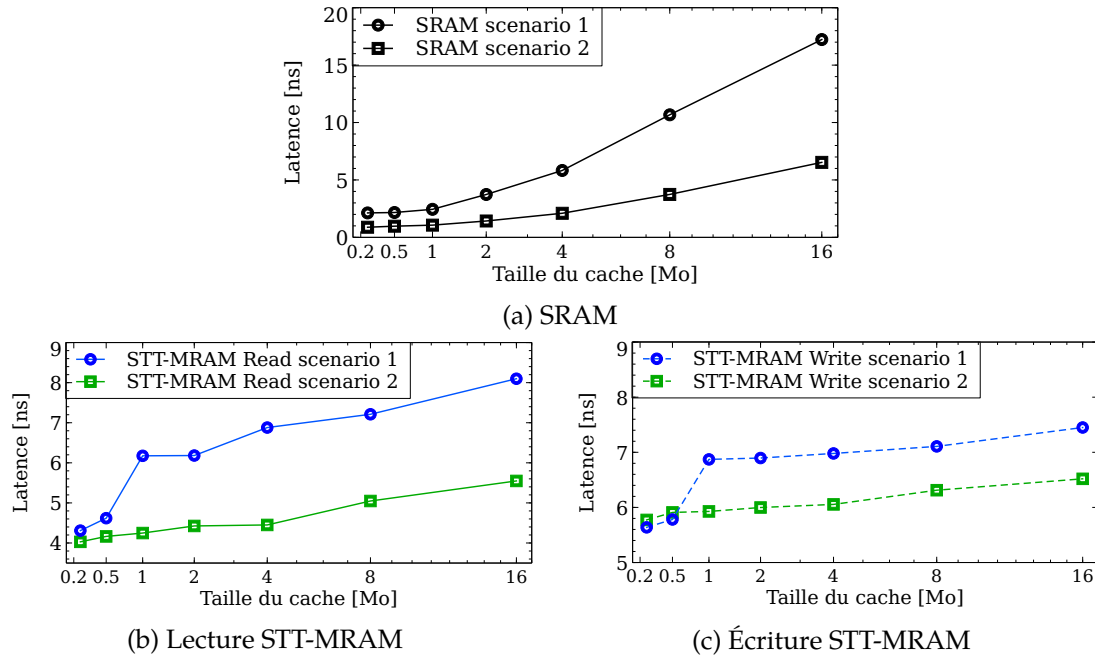 20
15
10
5
0
Latence [ns]
SRAM scenario 1
SRAM scenario 2
0.2 0.5 1 2 4 8 16
Taille du cache [Mo]
(a) SRAM
9
8
7
6
5
4
Latence [ns]
STT-MRAM Read scenario 1
STT-MRAM Read scenario 2
0.2 0.5 1 2 4 8 16
Taille du cache [Mo]
(b) Lecture STT-MRAM
9
8
7
6
5
Latence [ns]
STT-MRAM Write scenario 1
STT-MRAM Write scenario 2
0.2 0.5 1 2 4 8 16
Taille du cache [Mo]
(c) Écriture STT-MRAM